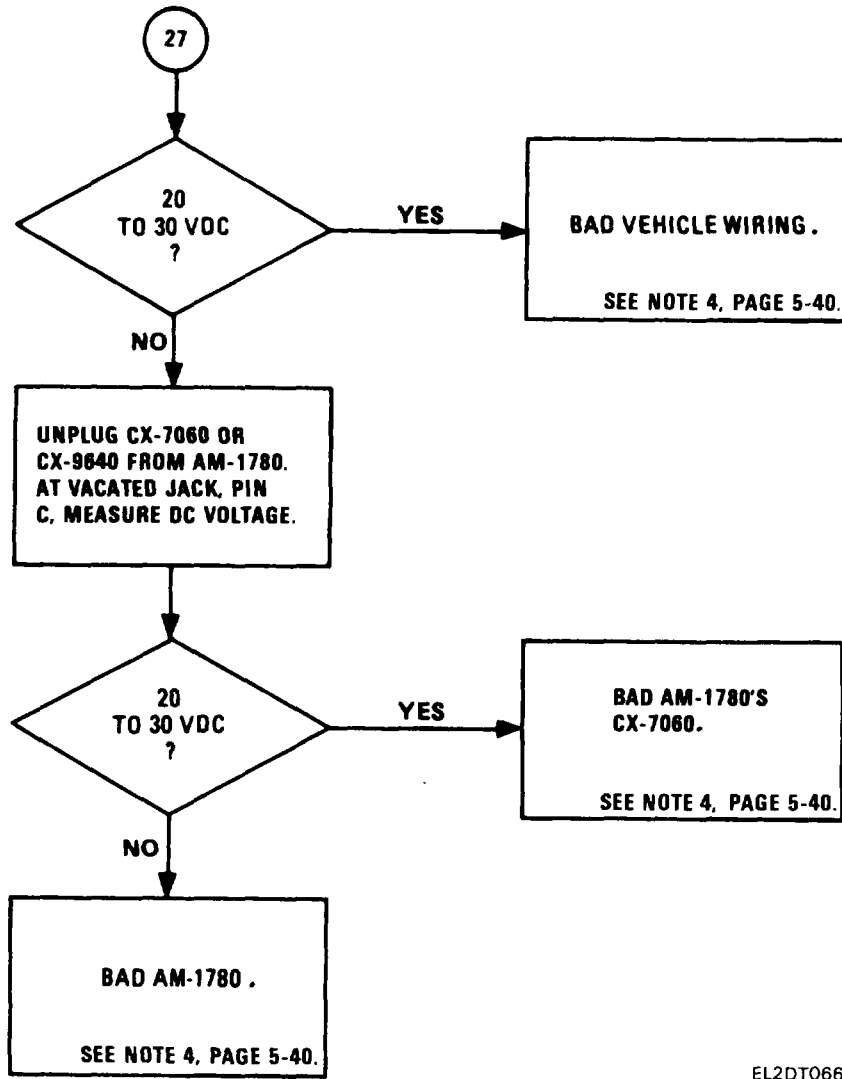 27
20
TO 30 VDC
?
YES
BAD VEHICLE WIRING.
SEE NOTE 4, PAGE 5-40.
NO
UNPLUG CX-7060 OR
CX-9640 FROM AM-1780.
AT VACATED JACK, PIN
C, MEASURE DC VOLTAGE.
20
TO 30 VDC
?
YES
BAD AM-1780'S
CX-7060.
SEE NOTE 4, PAGE 5-40.
NO
BAD AM-1780.
SEE NOTE 4, PAGE 5-40.
EL2DT066